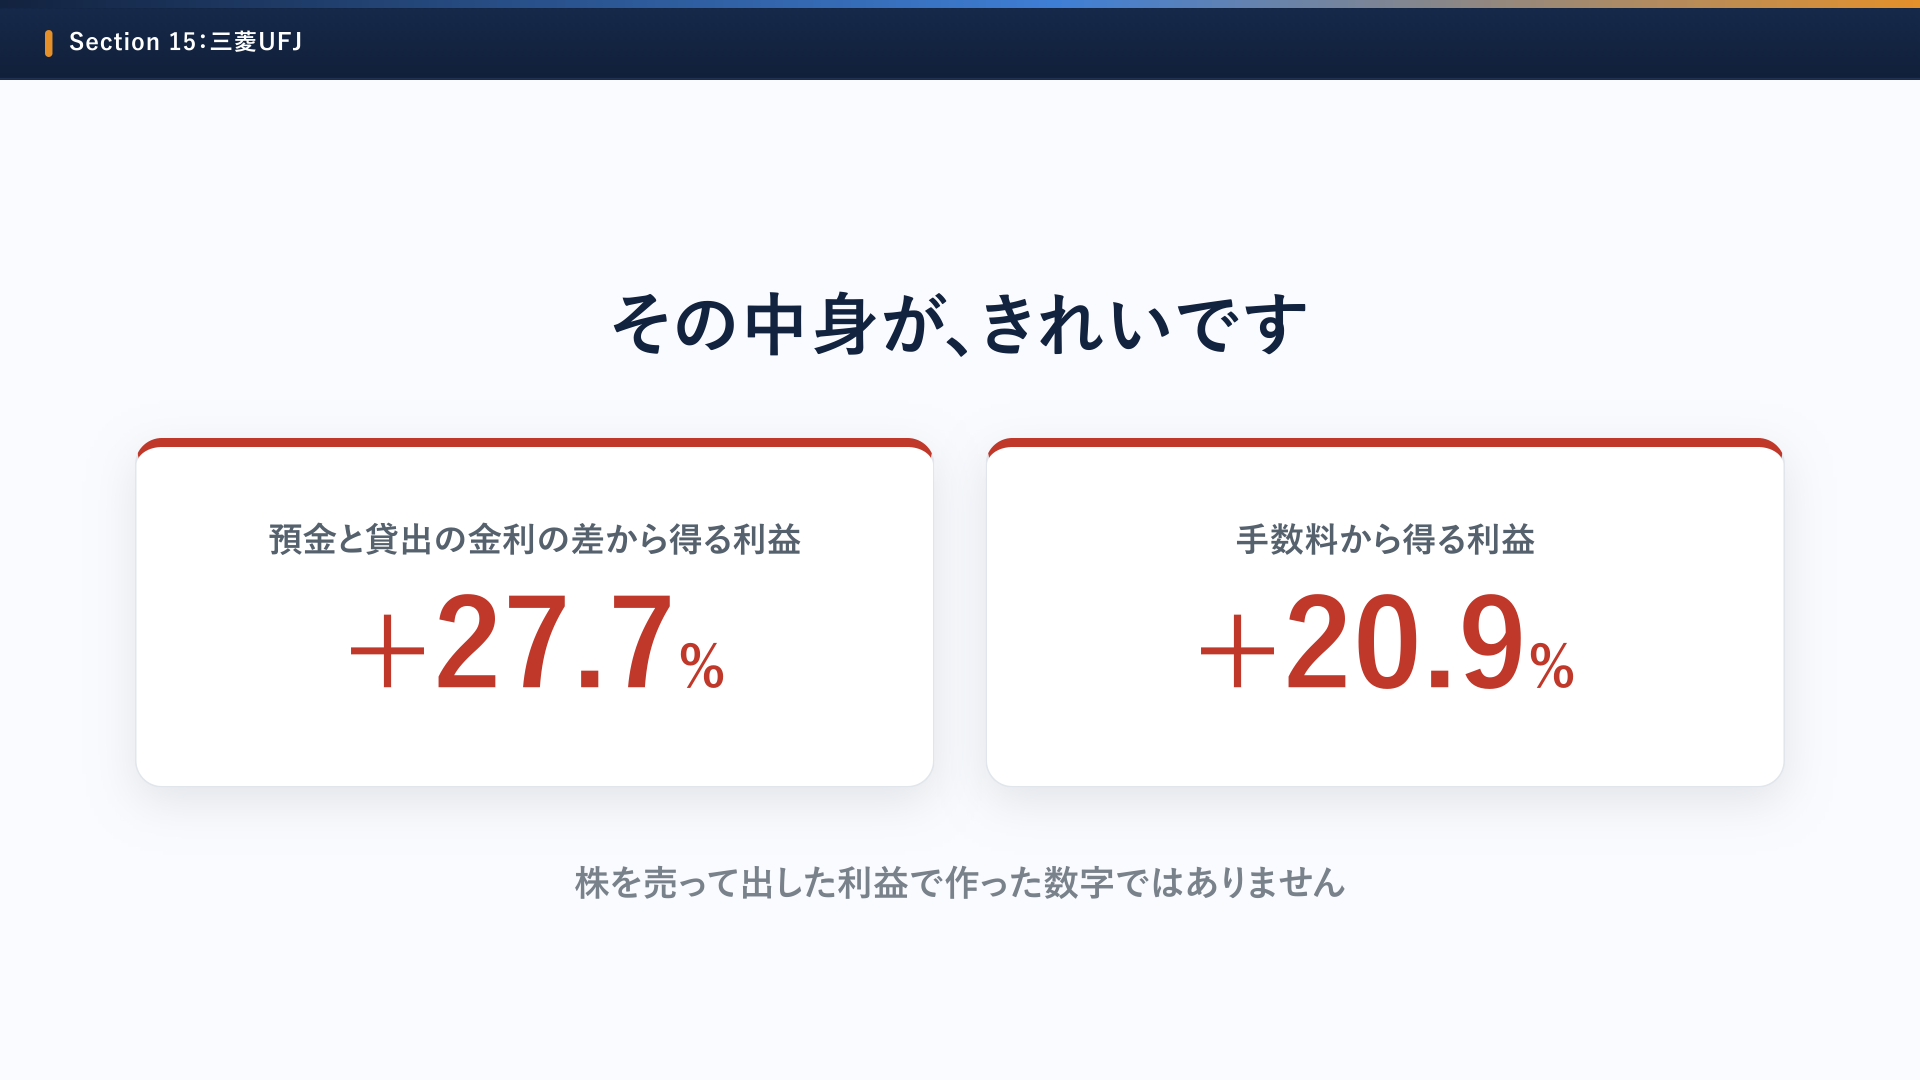 Section 15：三菱UFJ
その中身が、きれいです
預金と貸出の金利の差から得る利益
+27.7%
手数料から得る利益
+20.9%
株を売って出した利益で作った数字ではありません